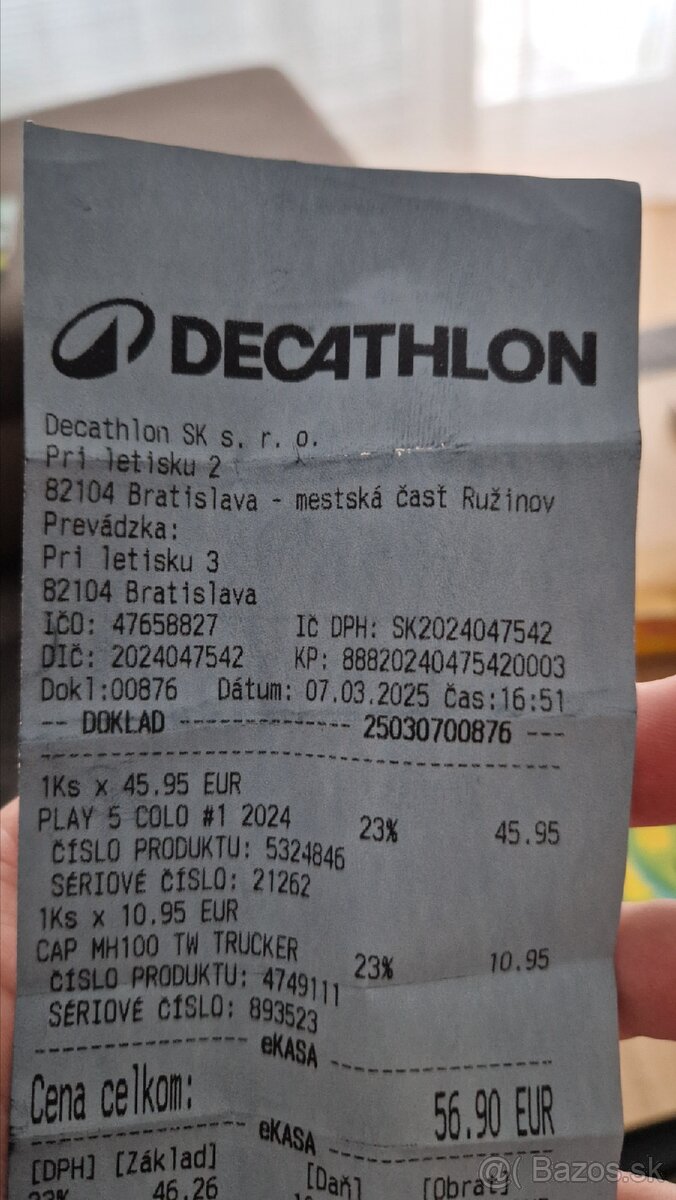 DECATHLON
Decathlon SK s. r. o.
Pri letisku 2
82104 Bratislava - mestská časť Ružinov
Prevádzka:
Pri letisku 3
82104 Bratislava
IČO: 47658827 IČ DPH: SK2024047542
DIČ: 2024047542 KP: 88820240475420003
Dokl:00876 Dátum: 07.03.2025 čas:16:51
-- DOKLAD -------------- 25030700876 ---
1Ks x 45.95 EUR
PLAY 5 COLO #1 2024 23% 45.95
ČÍSLO PRODUKTU: 5324846
SÉRIOVÉ ČÍSLO: 21262
1Ks x 10.95 EUR
CAP MH100 TW TRUCKER 23% 10.95
ČÍSLO PRODUKTU: 4749111
SÉRIOVÉ ČÍSLO: 893523
eKASA
Cena celkom: 56.90 EUR
eKASA
[DPH] [Základ] [Daň] [Obrat]
23% 46.26
@ Bazos.sk